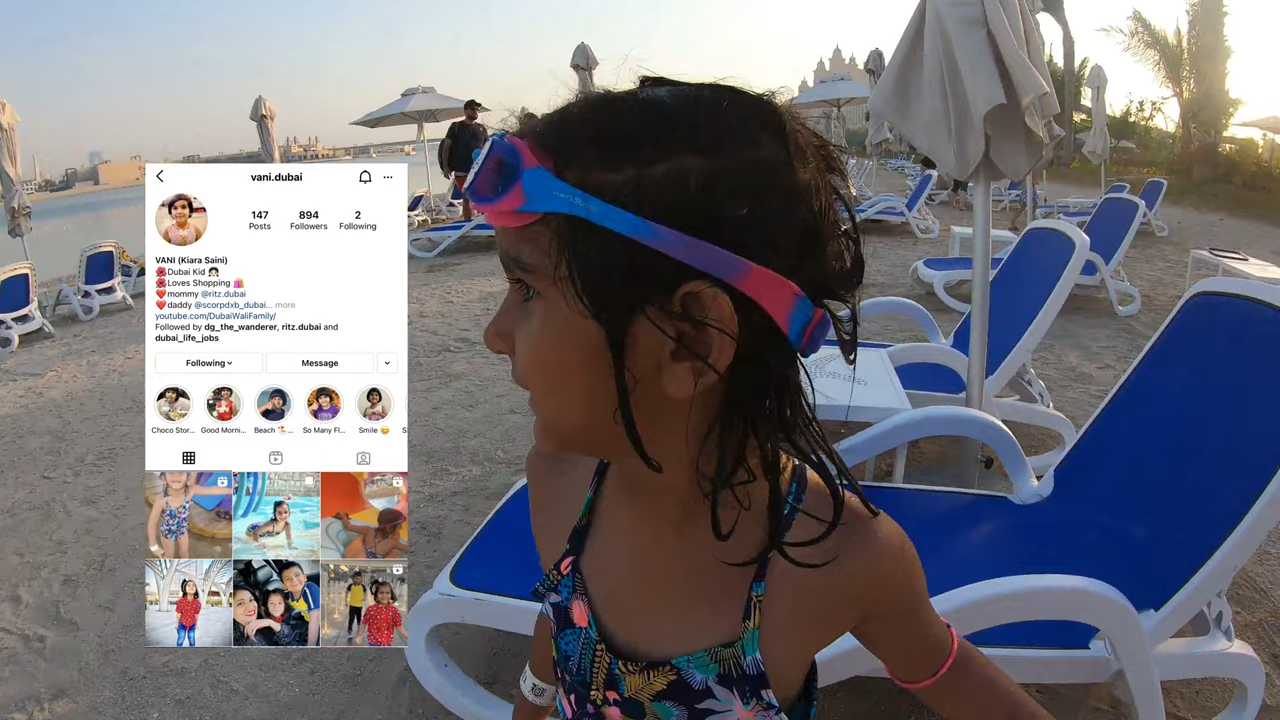 vani.dubai
147 894 2
Posts Followers Following
VANI (Kiara Saini)
🌺Dubai Kid 👧🏻
🌺Loves Shopping 🛍️
❤️mommy @ritz.dubai
❤️daddy @scorpdxb_dubai... more
youtube.com/DubaiWaliFamily/
Followed by dg_the_wanderer, ritz.dubai and
dubai_life_jobs
Following Message
Choco Stor... Good Morni... Beach 🏖️... So Many Fl... Smile 😊 S